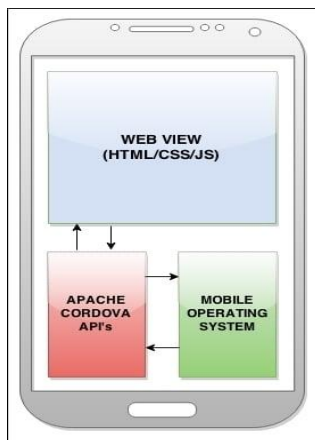 WEB VIEW
(HTML/CSS/JS)
APACHE
CORDOVA
API's
MOBILE
OPERATING
SYSTEM